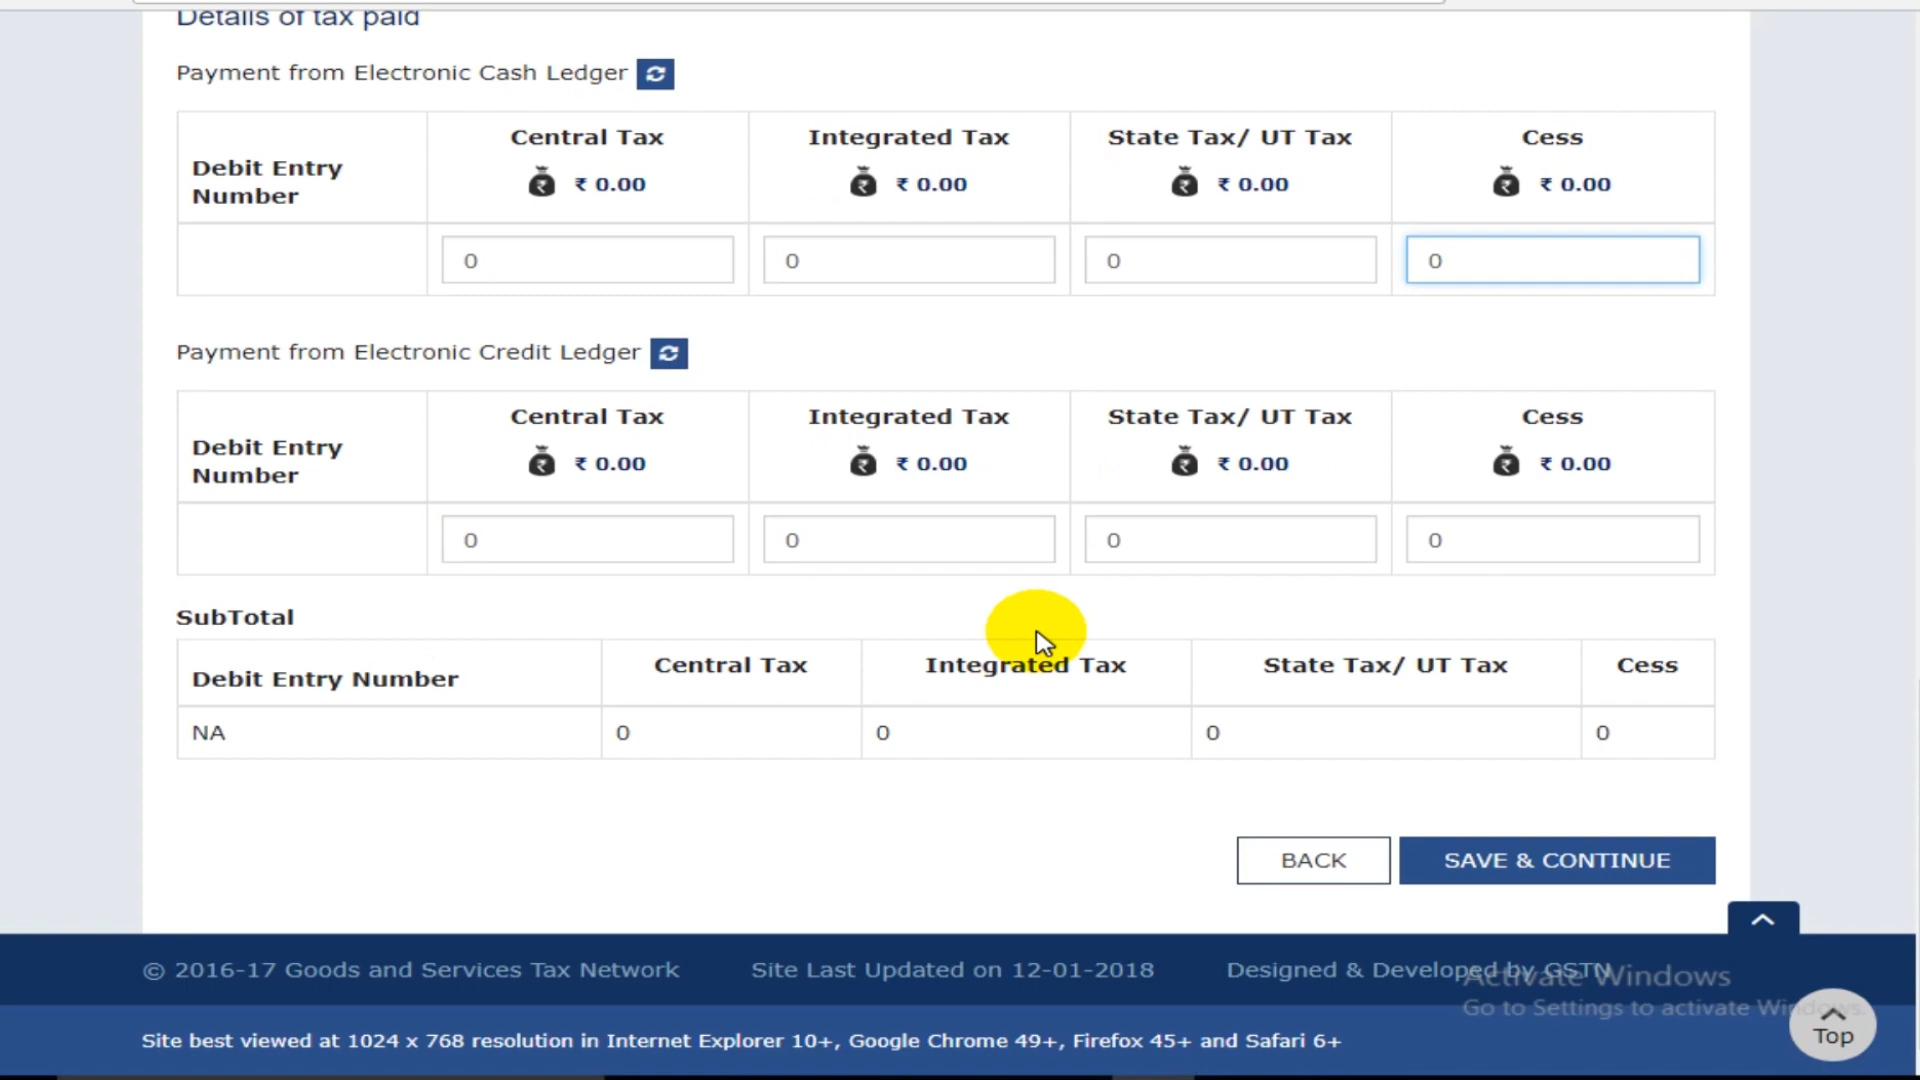 Details of tax paid
Payment from Electronic Cash Ledger
Debit Entry Number
Central Tax
₹ 0.00
Integrated Tax
₹ 0.00
State Tax/ UT Tax
₹ 0.00
Cess
₹ 0.00
0
0
0
0
Payment from Electronic Credit Ledger
Debit Entry Number
Central Tax
₹ 0.00
Integrated Tax
₹ 0.00
State Tax/ UT Tax
₹ 0.00
Cess
₹ 0.00
0
0
0
0
SubTotal
Debit Entry Number
Central Tax
Integrated Tax
State Tax/ UT Tax
Cess
NA
0
0
0
0
BACK
SAVE & CONTINUE
© 2016-17 Goods and Services Tax Network
Site Last Updated on 12-01-2018
Designed & Developed by GSTN
Activate Windows
Go to Settings to activate Windows.
Top
Site best viewed at 1024 x 768 resolution in Internet Explorer 10+, Google Chrome 49+, Firefox 45+ and Safari 6+